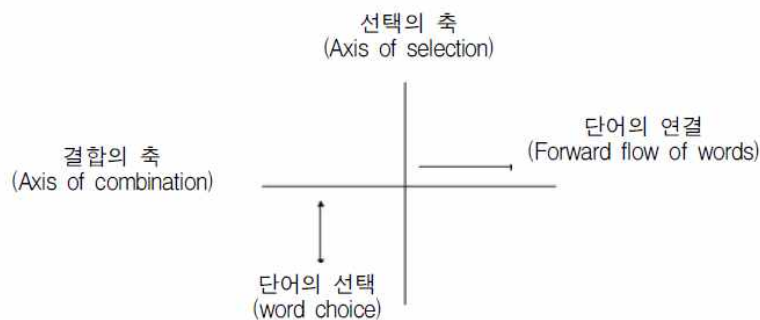 선택의 축
(Axis of selection)
단어의 연결
(Forward flow of words)
결합의 축
(Axis of combination)
단어의 선택
(word choice)